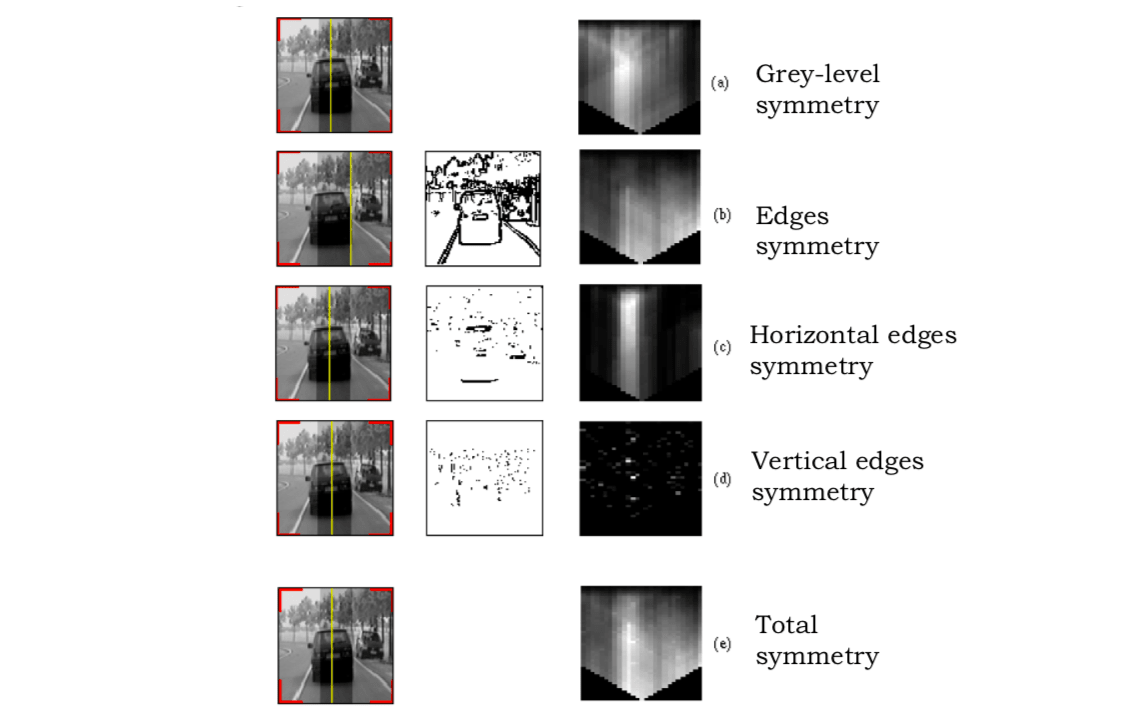 (a)
Grey-level
symmetry
(b)
Edges
symmetry
(c)
Horizontal edges
symmetry
(d)
Vertical edges
symmetry
(e)
Total
symmetry